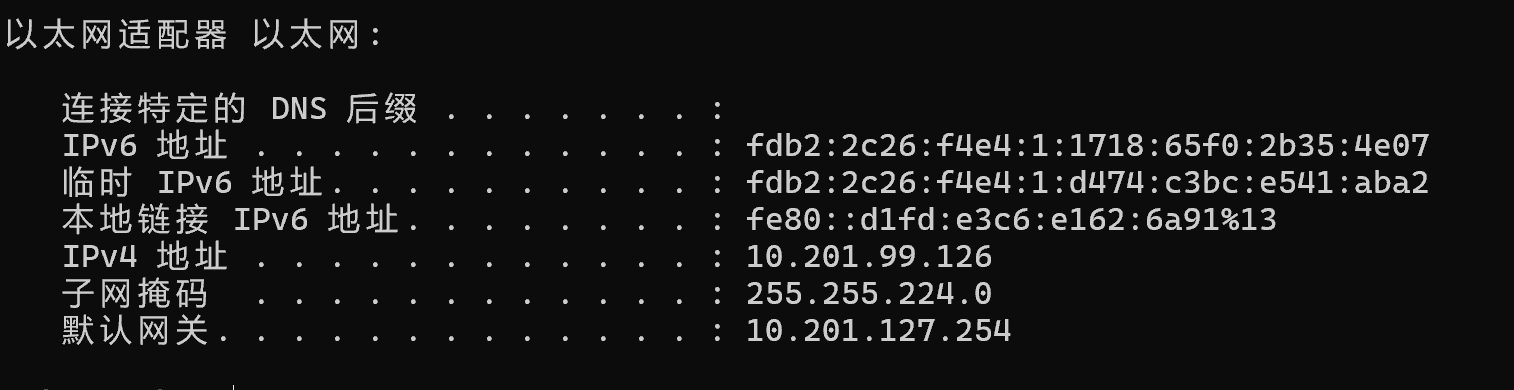 以太网适配器 以太网:
连接特定的 DNS 后缀 . . . . . . . :
IPv6 地址 . . . . . . . . . . . . : fdb2:2c26:f4e4:1:1718:65f0:2b35:4e07
临时 IPv6 地址. . . . . . . . . . : fdb2:2c26:f4e4:1:d474:c3bc:e541:aba2
本地链接 IPv6 地址. . . . . . . . : fe80::d1fd:e3c6:e162:6a91%13
IPv4 地址 . . . . . . . . . . . . : 10.201.99.126
子网掩码  . . . . . . . . . . . . : 255.255.224.0
默认网关. . . . . . . . . . . . . : 10.201.127.254